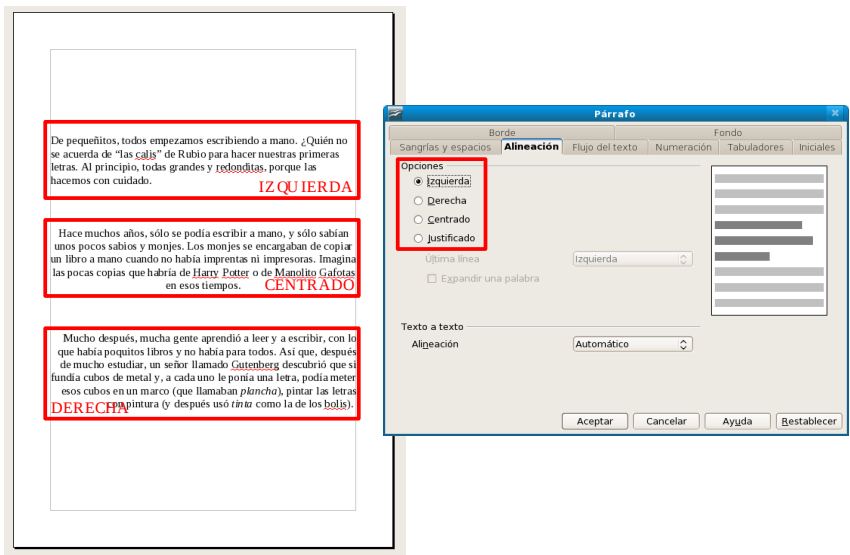 De pequeñitos, todos empezamos escribiendo a mano. ¿Quién no
se acuerda de “las calis” de Rubio para hacer nuestras primeras
letras. Al principio, todas grandes y redonditas, porque las
hacemos con cuidado.
IZQUIERDA
Hace muchos años, sólo se podía escribir a mano, y sólo sabían
unos pocos sabios y monjes. Los monjes se encargaban de copiar
un libro a mano cuando no había imprentas ni impresoras. Imagina
las pocas copias que habría de Harry Potter o de Manolito Gafotas
en esos tiempos.
CENTRADO
Mucho después, mucha gente aprendió a leer y a escribir, con lo
que había poquitos libros y no había para todos. Así que, después
de mucho estudiar, un señor llamado Gutenberg descubrió que si
fundía cubos de metal y, a cada uno le ponía una letra, podía meter
esos cubos en un marco (que llamaban plancha), pintar las letras
con pintura (y después usó tinta como la de los bolis).
DERECHA
Párrafo
Borde
Fondo
Sangrías y espacios
Alineación
Flujo del texto
Numeración
Tabuladores
Iniciales
Opciones
Izquierda
Derecha
Centrado
Justificado
Última línea
Izquierda
Expandir una palabra
Texto a texto
Alineación
Automático
Aceptar
Cancelar
Ayuda
Restablecer